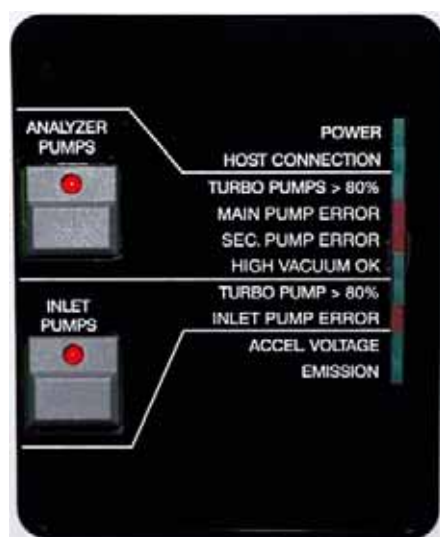 ANALYZER
PUMPS
POWER
HOST CONNECTION
TURBO PUMPS > 80%
MAIN PUMP ERROR
SEC. PUMP ERROR
HIGH VACUUM OK
INLET
PUMPS
TURBO PUMP > 80%
INLET PUMP ERROR
ACCEL VOLTAGE
EMISSION